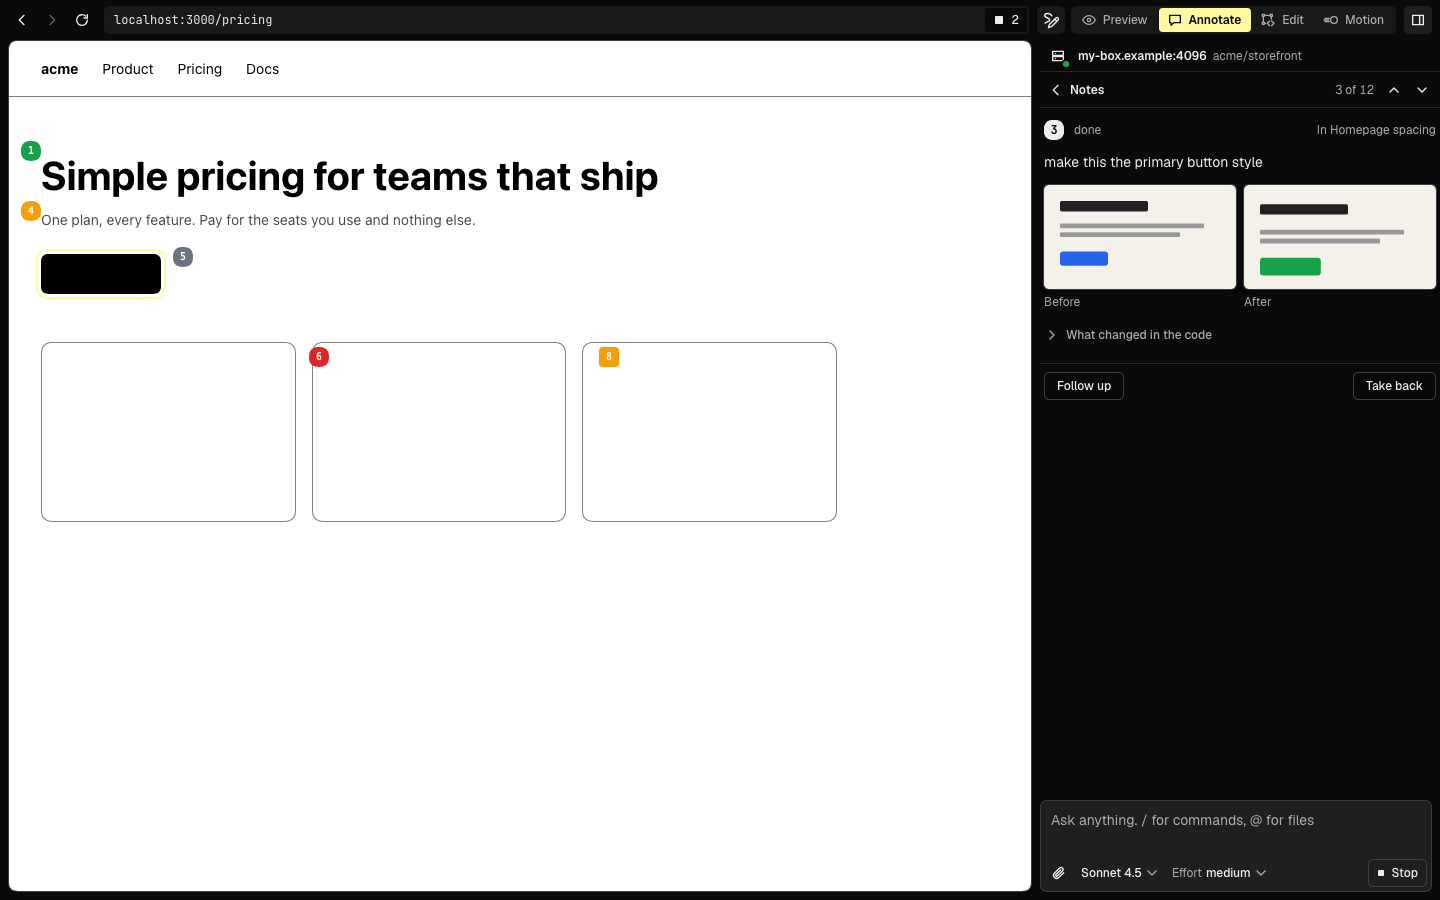 localhost:3000/pricing
2
Preview
Annotate
Edit
Motion
acme
Product
Pricing
Docs
1
Simple pricing for teams that ship
4
One plan, every feature. Pay for the seats you use and nothing else.
5
6
8
my-box.example:4096 acme/storefront
Notes
3 of 12
3
done
In Homepage spacing
make this the primary button style
Before
After
What changed in the code
Follow up
Take back
Ask anything. / for commands, @ for files
Sonnet 4.5
Effort medium
Stop